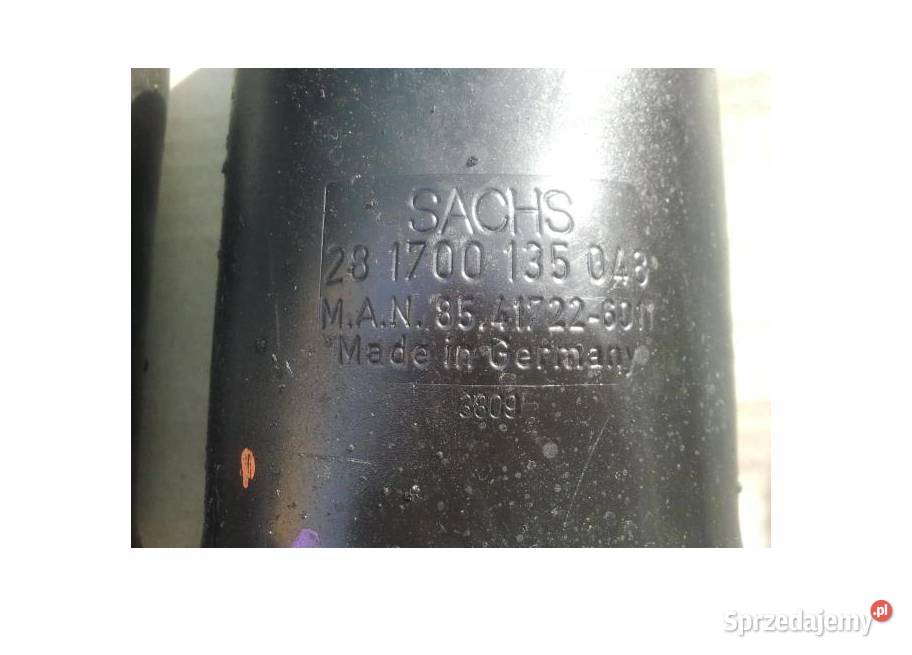 SACHS
28 1700 135 048
M.A.N. 85.41722-6011
Made in Germany
3809
Sprzedajemy.pl